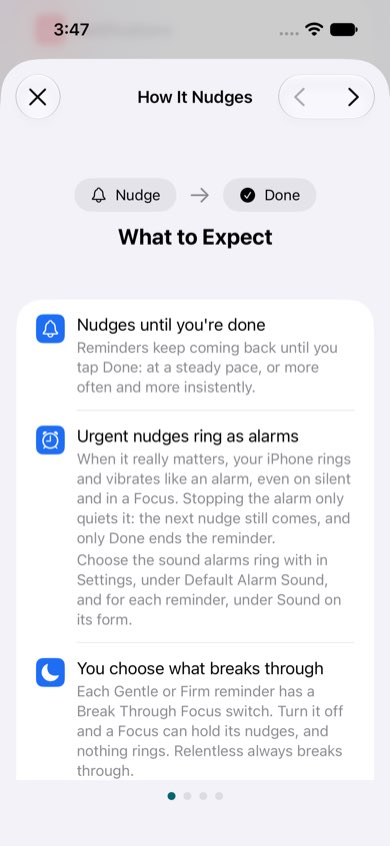 3:47
How It Nudges
Nudge
Done
What to Expect
Nudges until you're done
Reminders keep coming back until you
tap Done: at a steady pace, or more
often and more insistently.
Urgent nudges ring as alarms
When it really matters, your iPhone rings
and vibrates like an alarm, even on silent
and in a Focus. Stopping the alarm only
quiets it: the next nudge still comes, and
only Done ends the reminder.
Choose the sound alarms ring with in
Settings, under Default Alarm Sound,
and for each reminder, under Sound on
its form.
You choose what breaks through
Each Gentle or Firm reminder has a
Break Through Focus switch. Turn it off
and a Focus can hold its nudges, and
nothing rings. Relentless always breaks
through.